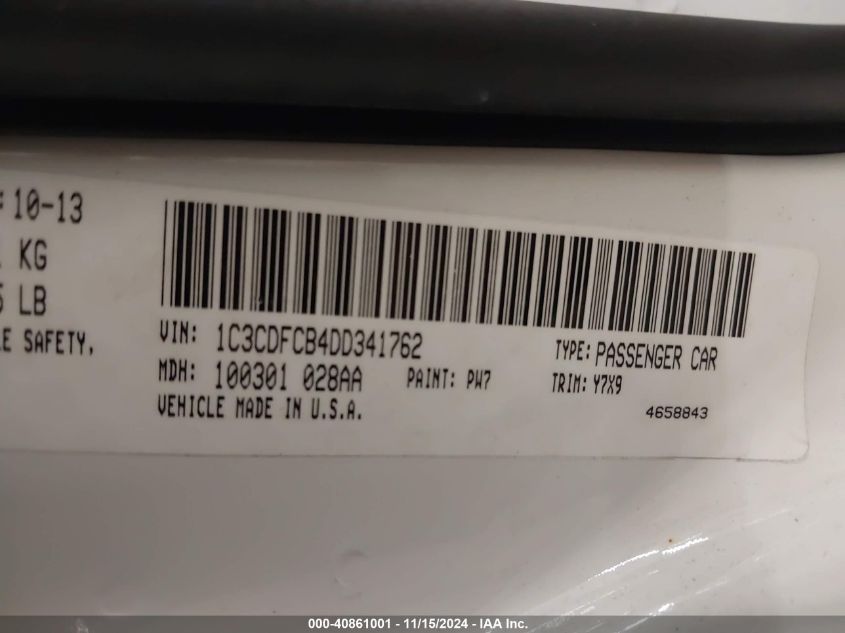 : 10-13
KG
LB
E SAFETY.
VIN: 1C3CDFCB4DD341762
TYPE: PASSENGER CAR
MDH: 100301 028AA
PAINT: PW7
TRIM: Y7X9
VEHICLE MADE IN U.S.A.
4658843
000-40861001 - 11/15/2024 - IAA Inc.